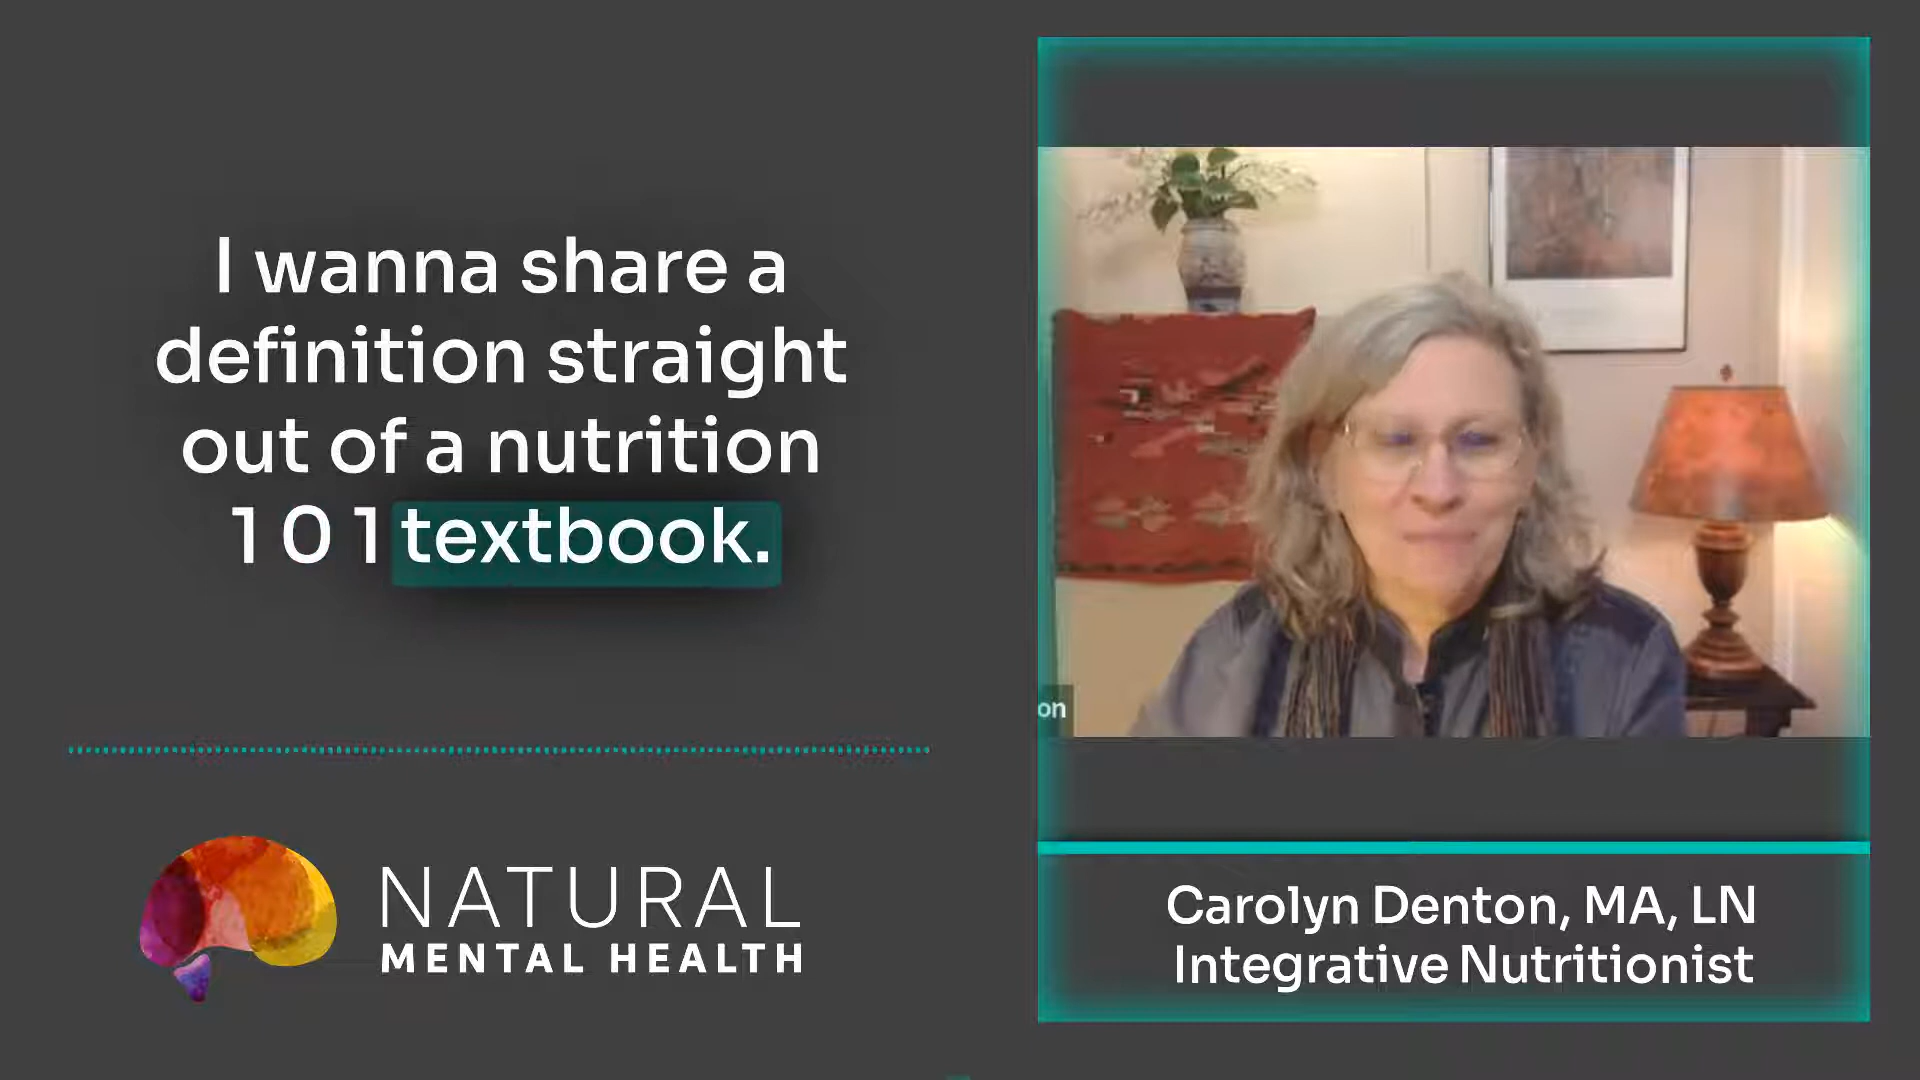 I wanna share a
definition straight
out of a nutrition
1 0 1 textbook.
NATURAL
MENTAL HEALTH
on
Carolyn Denton, MA, LN
Integrative Nutritionist